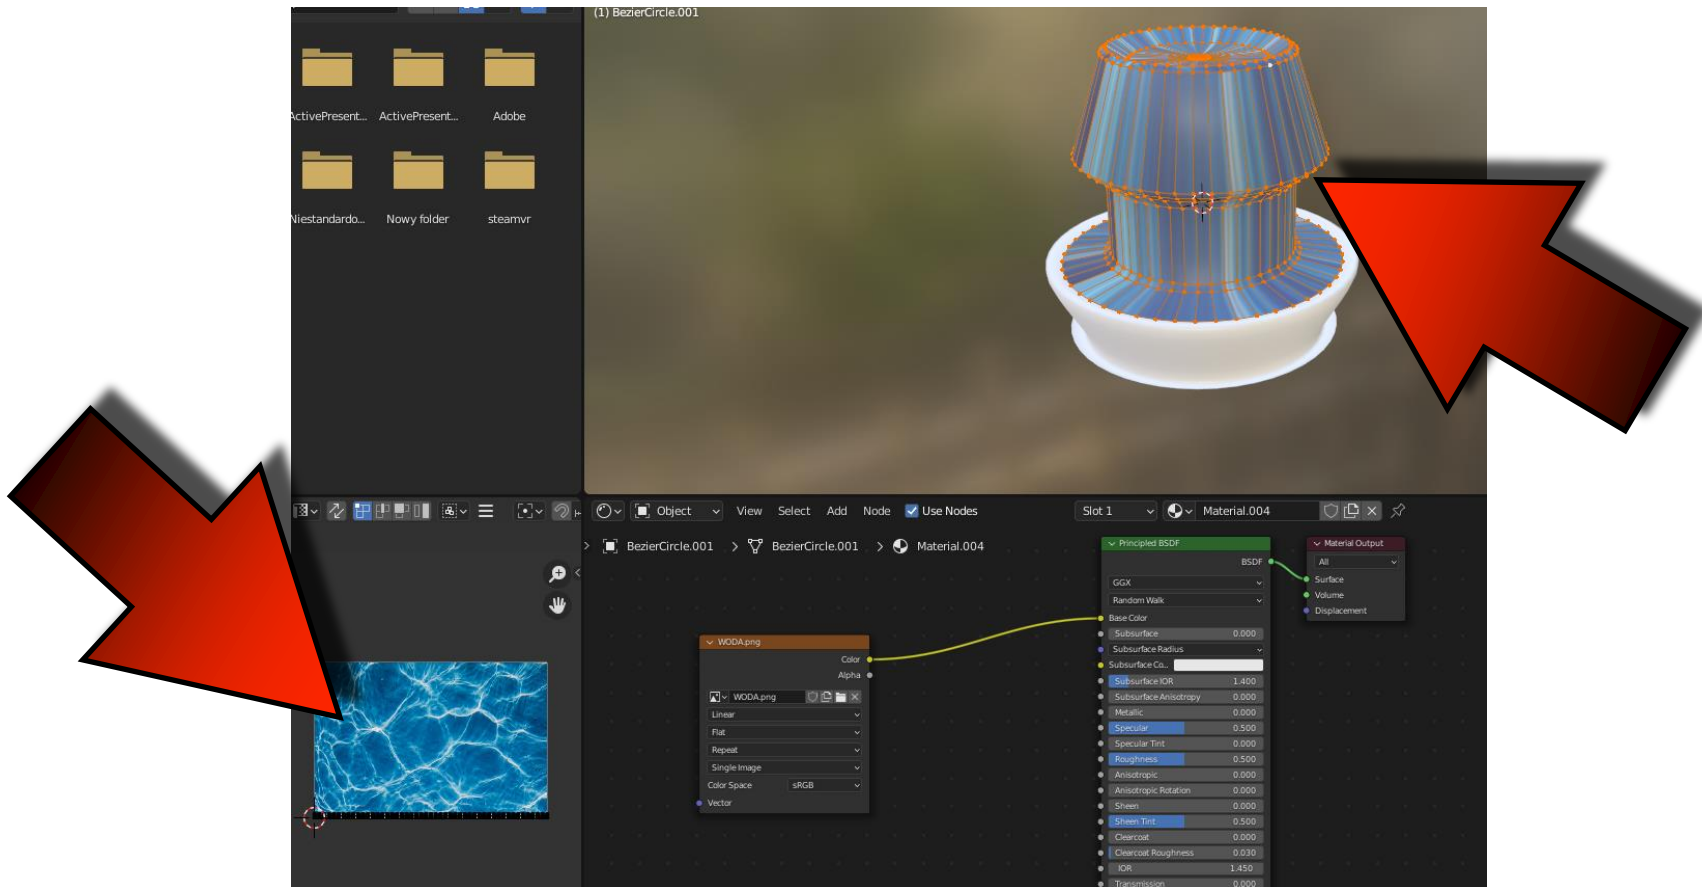 (1) BezierCircle.001
ActivePresent...
ActivePresent...
Adobe
Niestandardo...
Nowy folder
steamvr
Object
View
Select
Add
Node
Use Nodes
Slot 1
Material.004
BezierCircle.001
BezierCircle.001
Material.004
WODA.png
Color
Alpha
WODA.png
Linear
Flat
Repeat
Single Image
Color Space sRGB
Vector
Principled BSDF
BSDF
GGX
Random Walk
Base Color
Subsurface 0.000
Subsurface Radius
Subsurface Co..
Subsurface IOR 1.400
Subsurface Anisotropy 0.000
Metallic 0.000
Specular 0.500
Specular Tint 0.000
Roughness 0.500
Anisotropic 0.000
Anisotropic Rotation 0.000
Sheen 0.000
Sheen Tint 0.500
Clearcoat 0.000
Clearcoat Roughness 0.030
IOR 1.450
Transmission 0.000
Material Output
All
Surface
Volume
Displacement